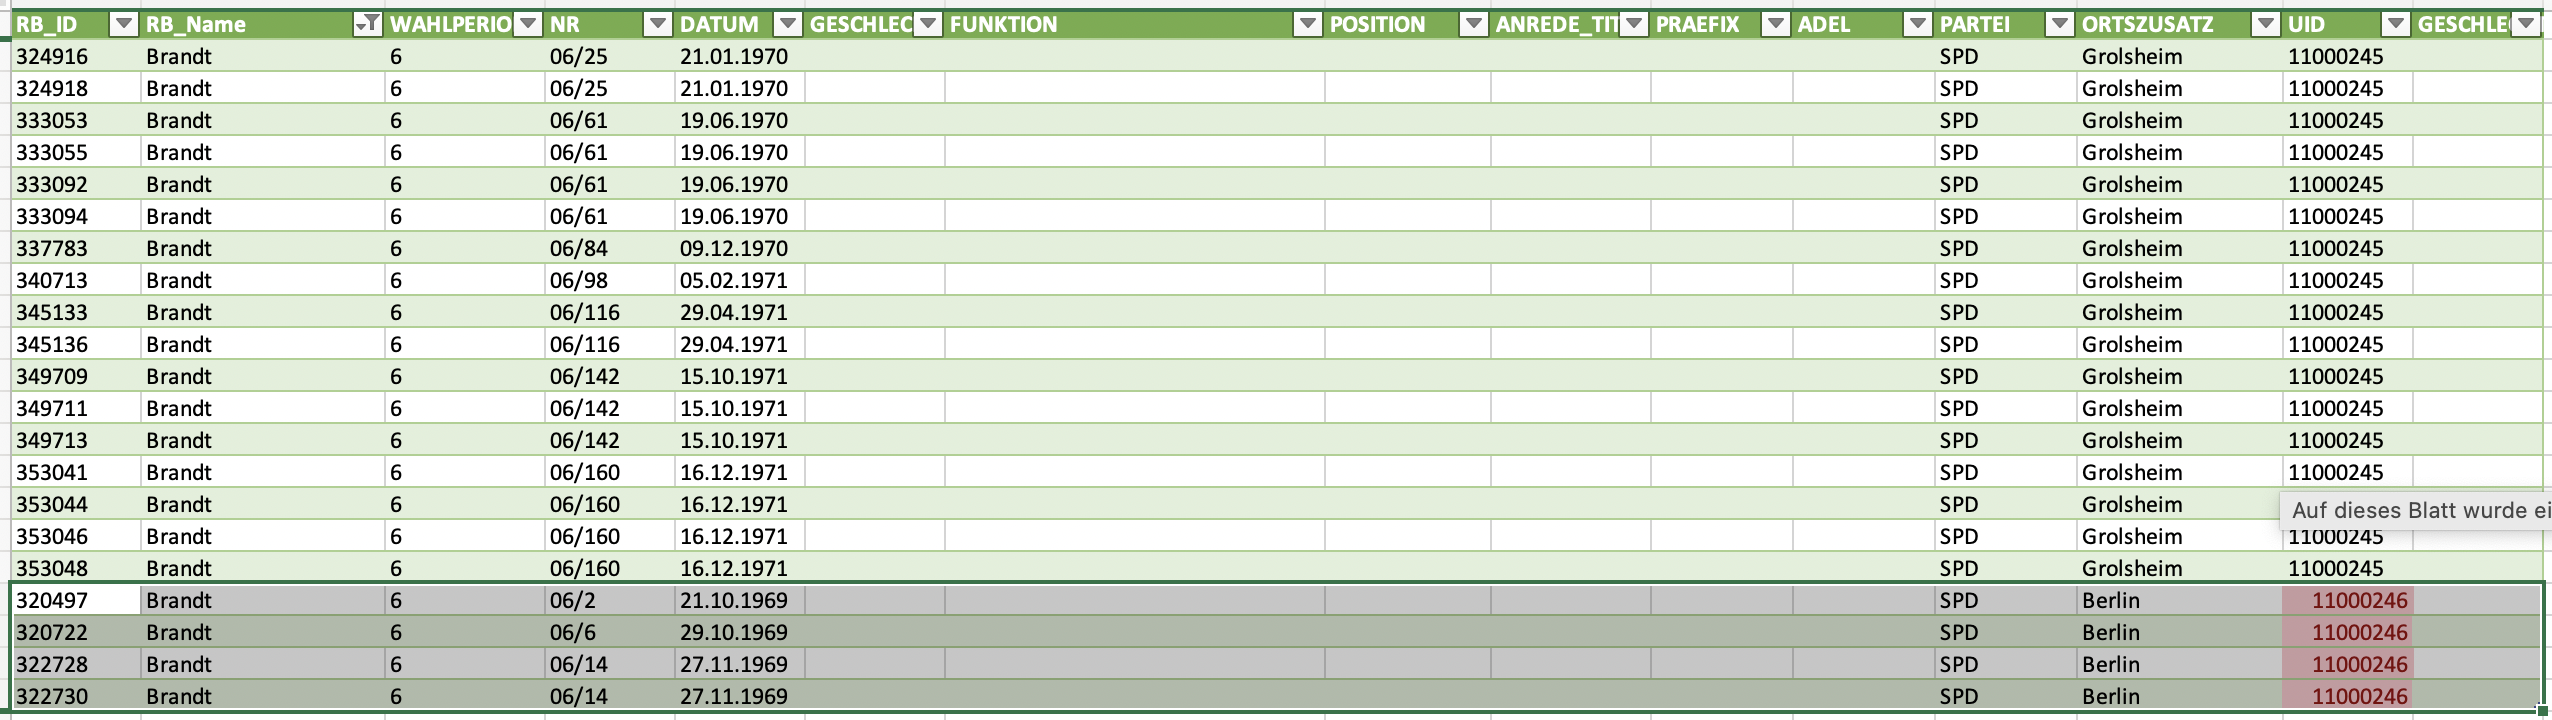 RB_ID RB_Name WAHLPERIO NR DATUM GESCHLEC FUNKTION POSITION ANREDE_TIT PRAEFIX ADEL PARTEI ORTSZUSATZ UID GESCHLE
324916 Brandt 6 06/25 21.01.1970 SPD Grolsheim 11000245
324918 Brandt 6 06/25 21.01.1970 SPD Grolsheim 11000245
333053 Brandt 6 06/61 19.06.1970 SPD Grolsheim 11000245
333055 Brandt 6 06/61 19.06.1970 SPD Grolsheim 11000245
333092 Brandt 6 06/61 19.06.1970 SPD Grolsheim 11000245
333094 Brandt 6 06/61 19.06.1970 SPD Grolsheim 11000245
337783 Brandt 6 06/84 09.12.1970 SPD Grolsheim 11000245
340713 Brandt 6 06/98 05.02.1971 SPD Grolsheim 11000245
345133 Brandt 6 06/116 29.04.1971 SPD Grolsheim 11000245
345136 Brandt 6 06/116 29.04.1971 SPD Grolsheim 11000245
349709 Brandt 6 06/142 15.10.1971 SPD Grolsheim 11000245
349711 Brandt 6 06/142 15.10.1971 SPD Grolsheim 11000245
349713 Brandt 6 06/142 15.10.1971 SPD Grolsheim 11000245
353041 Brandt 6 06/160 16.12.1971 SPD Grolsheim 11000245
353044 Brandt 6 06/160 16.12.1971 SPD Grolsheim
Auf dieses Blatt wurde ei
353046 Brandt 6 06/160 16.12.1971 SPD Grolsheim 11000245
353048 Brandt 6 06/160 16.12.1971 SPD Grolsheim 11000245
320497 Brandt 6 06/2 21.10.1969 SPD Berlin 11000246
320722 Brandt 6 06/6 29.10.1969 SPD Berlin 11000246
322728 Brandt 6 06/14 27.11.1969 SPD Berlin 11000246
322730 Brandt 6 06/14 27.11.1969 SPD Berlin 11000246